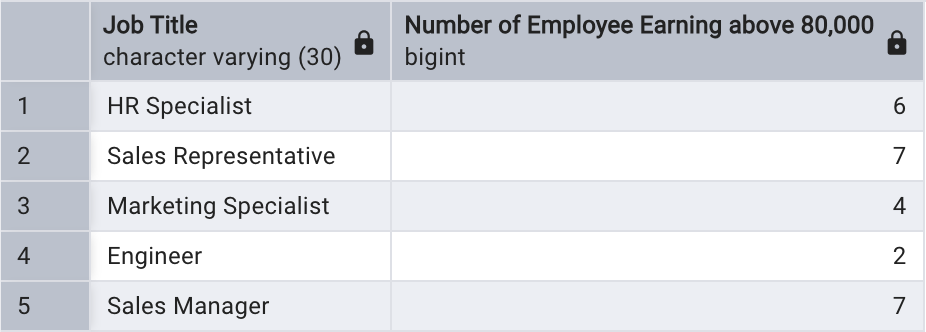 Job Title
character varying (30)
Number of Employee Earning above 80,000
bigint
1 HR Specialist 6
2 Sales Representative 7
3 Marketing Specialist 4
4 Engineer 2
5 Sales Manager 7